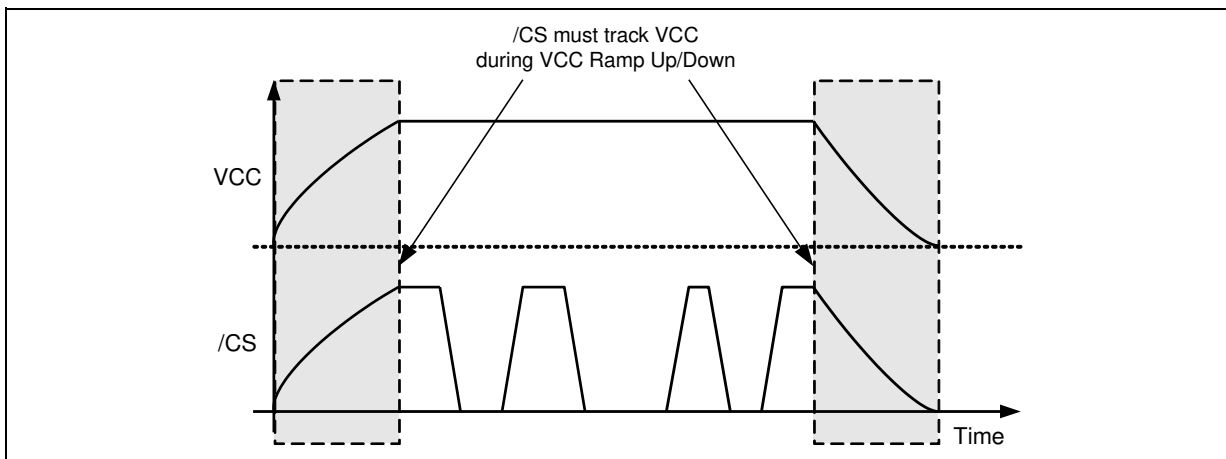 /CS must track VCC
during VCC Ramp Up/Down
VCC
/CS
Time